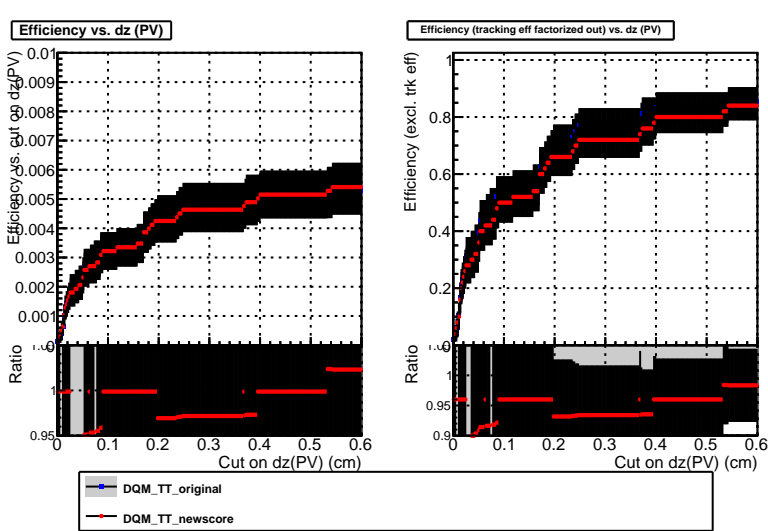 Efficiency vs. dz (PV)
Efficiency vs. cut on dz(PV)
0.01
0.009
0.008
0.007
0.006
0.005
0.004
0.003
0.002
0.001
0
Ratio
1
0.95
0 0.1 0.2 0.3 0.4 0.5 0.6
Cut on dz(PV) (cm)
Efficiency (tracking eff factorized out) vs. dz (PV)
Efficiency (excl. trk eff)
1
0.8
0.6
0.4
0.2
0
Ratio
1
0.95
0.9
0 0.1 0.2 0.3 0.4 0.5 0.6
Cut on dz(PV) (cm)
DQM_TT_original
DQM_TT_newscore